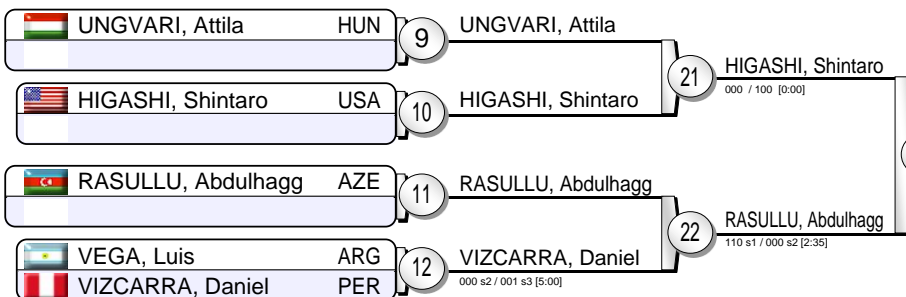 UNGVARI, Attila HUN
9
UNGVARI, Attila
HIGASHI, Shintaro USA
10
HIGASHI, Shintaro
21
HIGASHI, Shintaro
000 / 100 [0:00]
RASULLU, Abdulhagg AZE
11
RASULLU, Abdulhagg
VEGA, Luis ARG
VIZCARRA, Daniel PER
12
VIZCARRA, Daniel
000 s2 / 001 s3 [5:00]
22
RASULLU, Abdulhagg
110 s1 / 000 s2 [2:35]